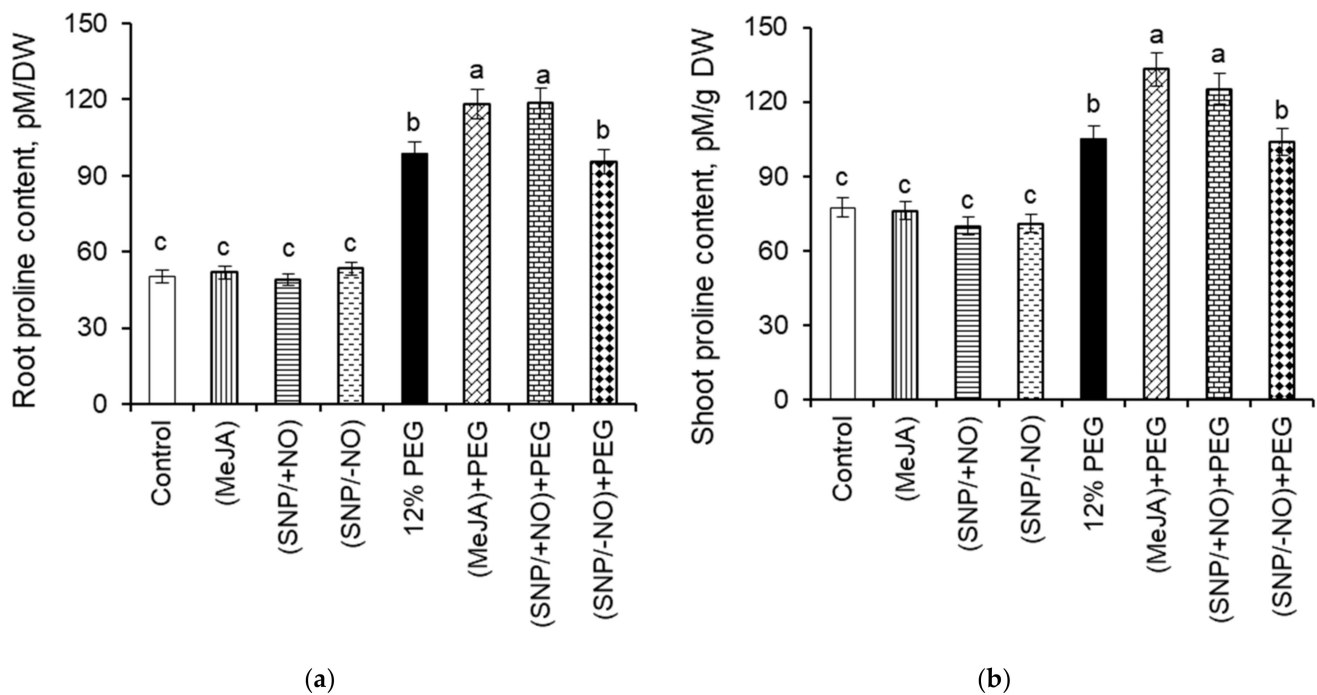 Root proline content, pM/DW
150
120
90
60
30
0
c
c
c
c
b
a
a
b
Control
(MeJA)
(SNP/+NO)
(SNP/-NO)
12% PEG
(MeJA)+PEG
(SNP/+NO)+PEG
(SNP/-NO)+PEG
(a)
Shoot proline content, pM/g DW
150
120
90
60
30
0
c
c
c
c
b
a
a
b
Control
(MeJA)
(SNP/+NO)
(SNP/-NO)
12% PEG
(MeJA)+PEG
(SNP/+NO)+PEG
(SNP/-NO)+PEG
(b)